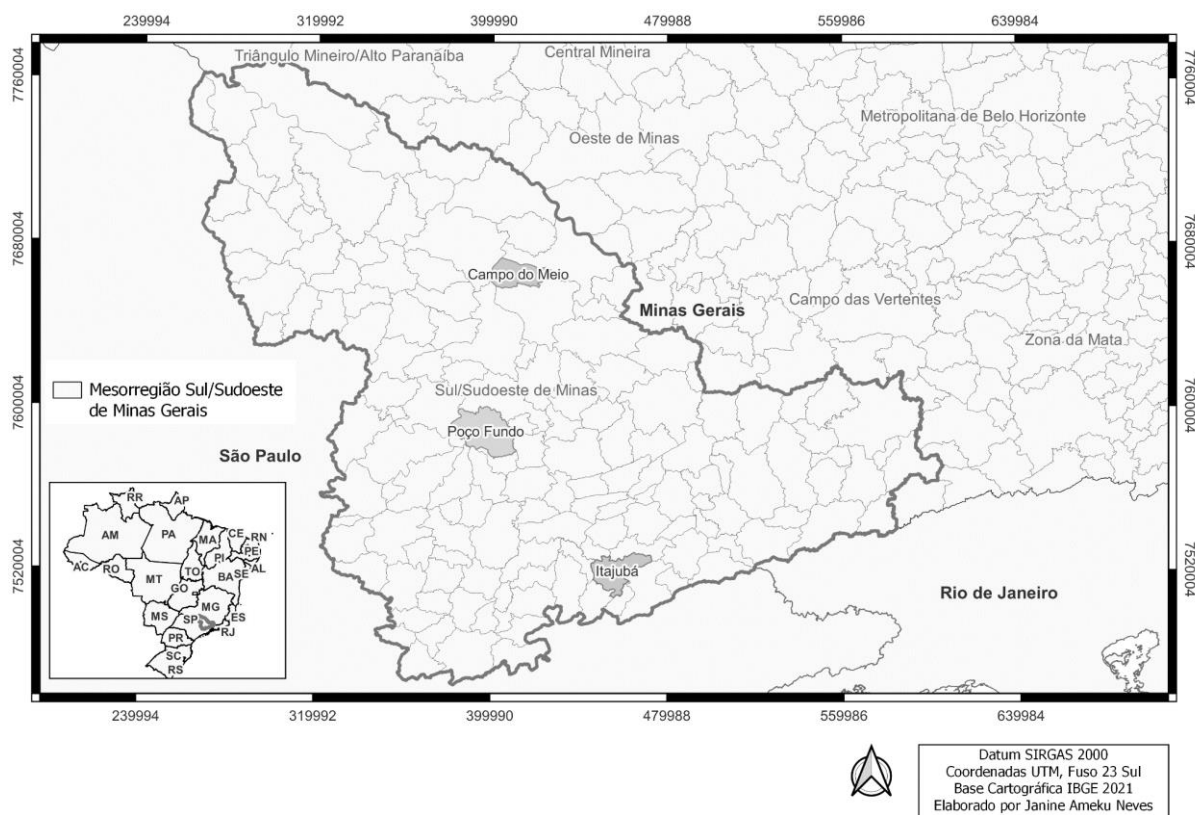 239994 319992 399990 479988 559986 639984
7760004
7760004
Triângulo Mineiro/Alto Paranaíba
Central Mineira
Oeste de Minas
Metropolitana de Belo Horizonte
7680004
7680004
Campo do Meio
Minas Gerais
Campo das Vertentes
Zona da Mata
Mesorregião Sul/Sudoeste
de Minas Gerais
Sul/Sudoeste de Minas
7600004
7600004
Poço Fundo
São Paulo
RR
AP
AM
PA
MA
CE
RN
PI
PE
AC
RO
TO
AL
SE
BA
MT
GO
MG
ES
MS
SP
RJ
PR
SC
RS
7520004
7520004
Itajubá
Rio de Janeiro
239994 319992 399990 479988 559986 639984
Datum SIRGAS 2000
Coordenadas UTM, Fuso 23 Sul
Base Cartográfica IBGE 2021
Elaborado por Janine Ameku Neves